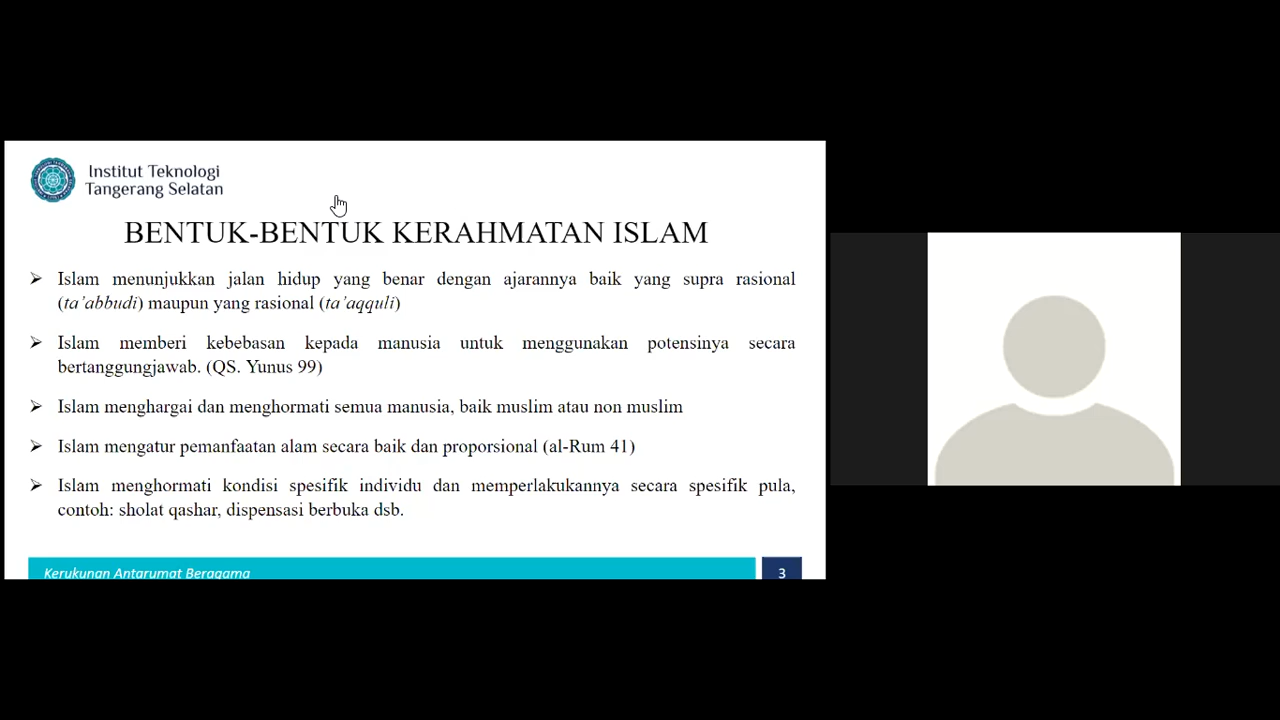 Institut Teknologi
Tangerang Selatan
BENTUK-BENTUK KERAHMATAN ISLAM
➢ Islam menunjukkan jalan hidup yang benar dengan ajarannya baik yang supra rasional
(ta’abbudi) maupun yang rasional (ta’aqquli)
➢ Islam memberi kebebasan kepada manusia untuk menggunakan potensinya secara
bertanggungjawab. (QS. Yunus 99)
➢ Islam menghargai dan menghormati semua manusia, baik muslim atau non muslim
➢ Islam mengatur pemanfaatan alam secara baik dan proporsional (al-Rum 41)
➢ Islam menghormati kondisi spesifik individu dan memperlakukannya secara spesifik pula,
contoh: sholat qashar, dispensasi berbuka dsb.
Kerukunan Antarumat Beragama
3